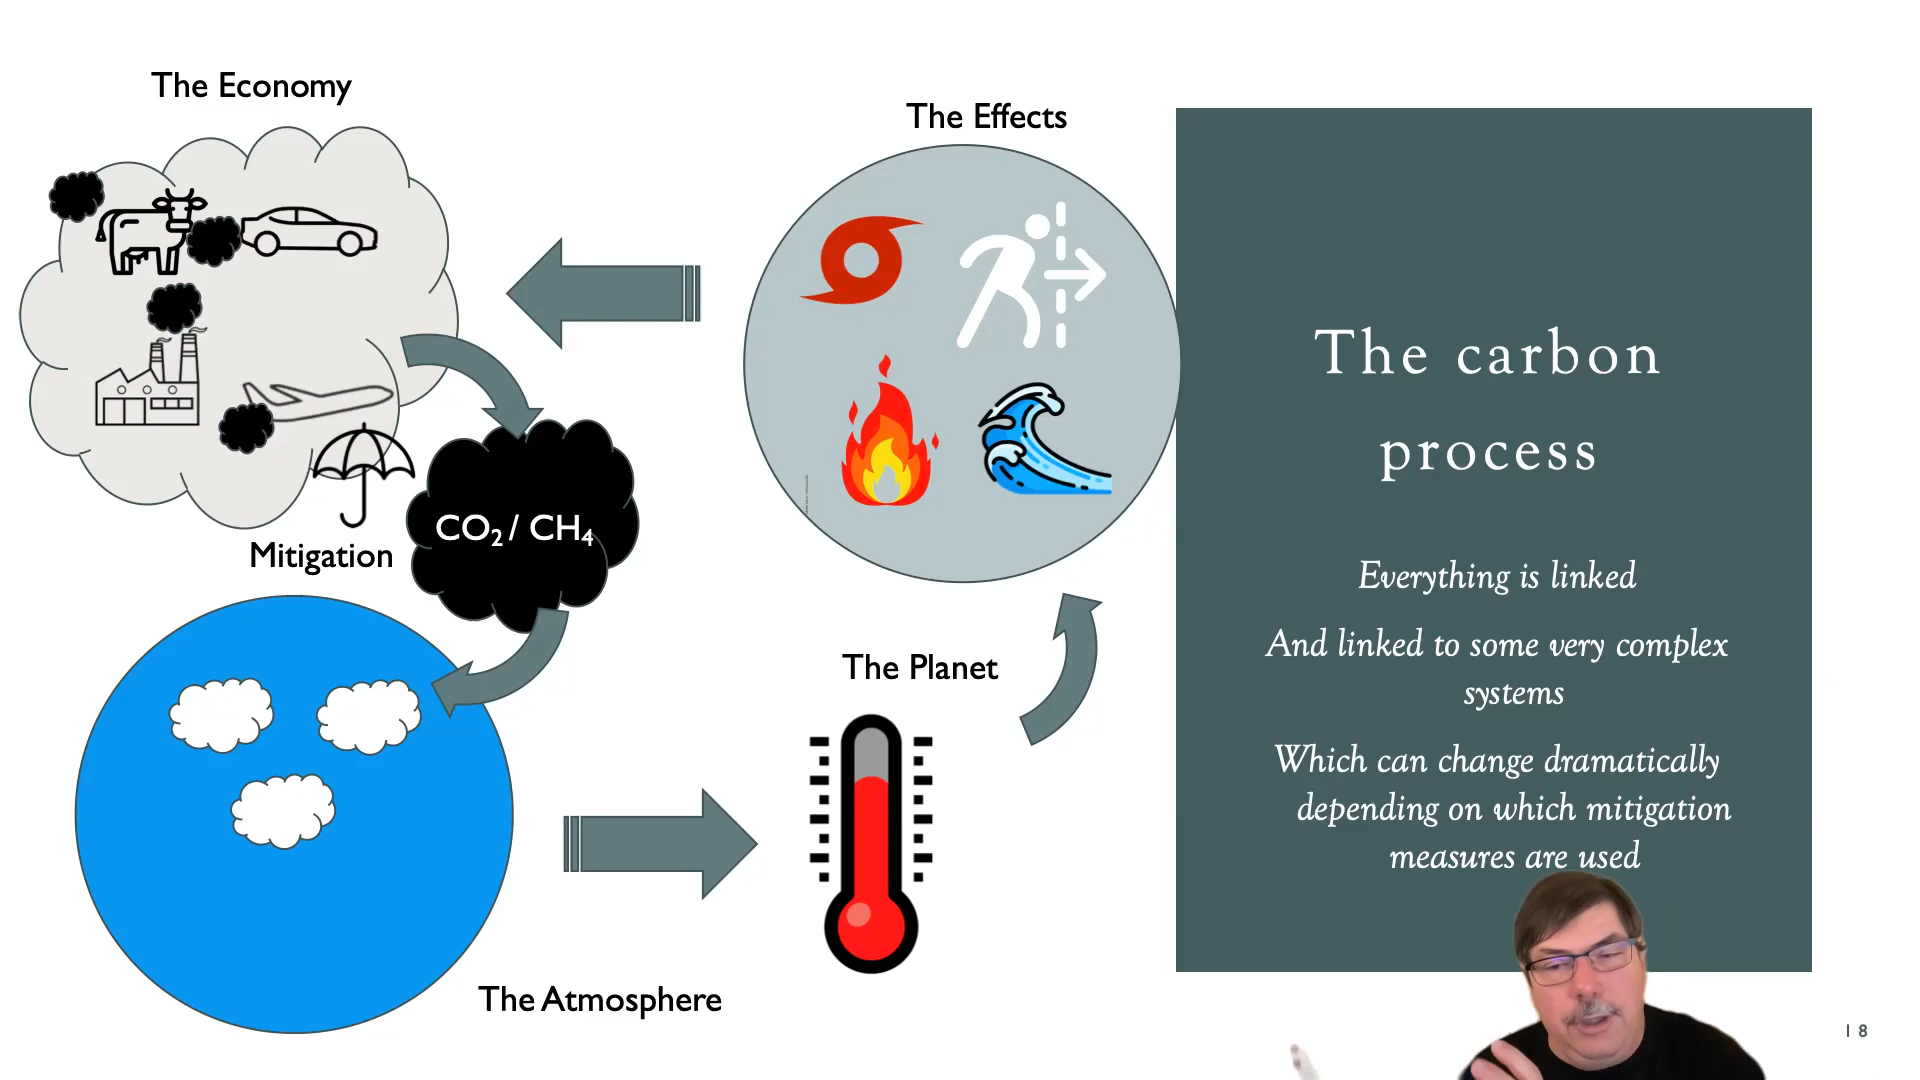 The Economy
The Effects
Mitigation
CO₂ / CH₄
The Planet
The Atmosphere
The carbon
process
Everything is linked
And linked to some very complex
systems
Which can change dramatically
depending on which mitigation
measures are used
18